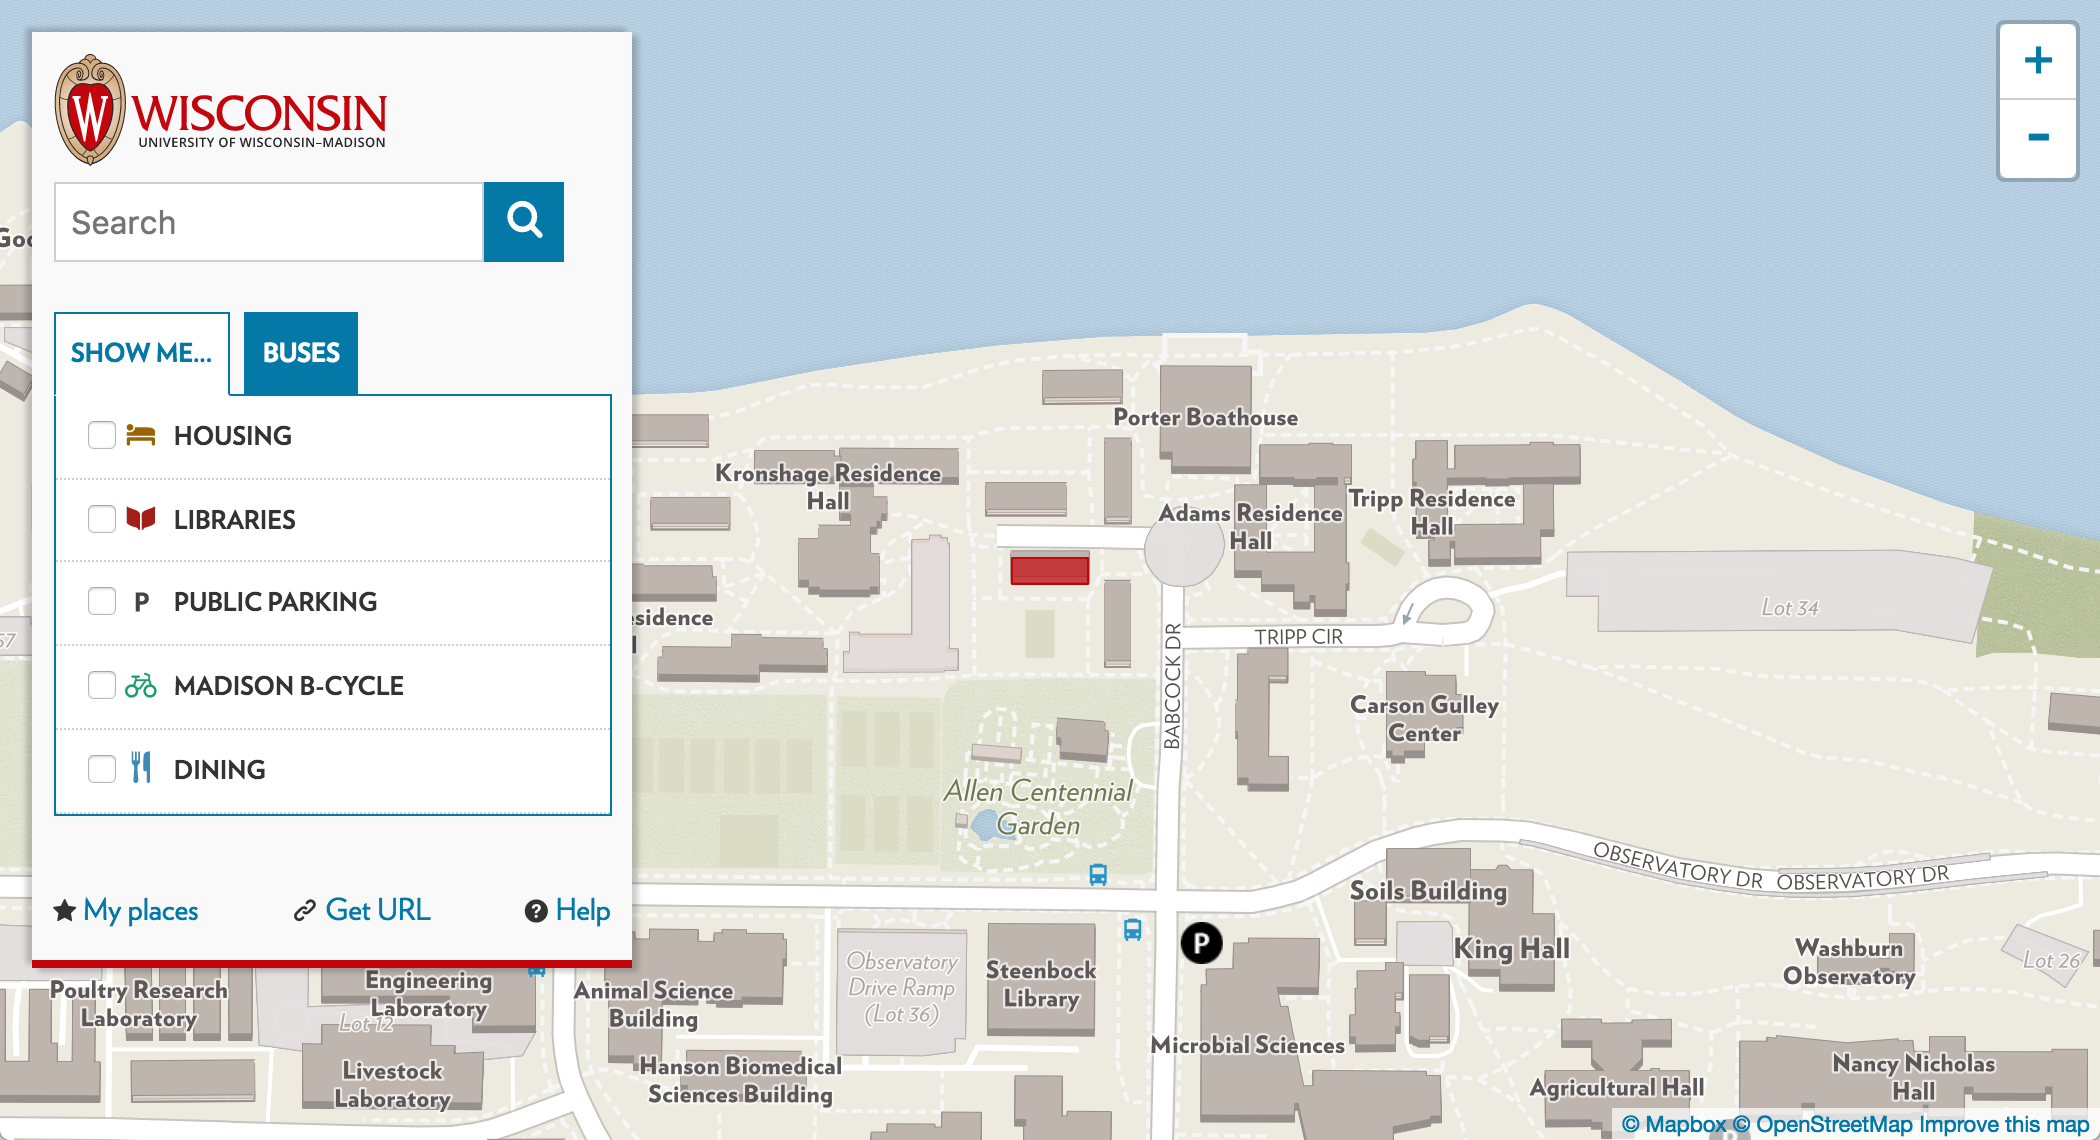 W
WISCONSIN
UNIVERSITY OF WISCONSIN–MADISON
Search
SHOW ME...
BUSES
HOUSING
LIBRARIES
P PUBLIC PARKING
MADISON B-CYCLE
DINING
My places
Get URL
? Help
+
-
Goo
57
Porter Boathouse
Kronshage Residence
Hall
Adams Residence
Hall
Tripp Residence
Hall
Lot 34
esidence
TRIPP CIR
BABCOCK DR
Carson Gulley
Center
Allen Centennial
Garden
OBSERVATORY DR
OBSERVATORY DR
Soils Building
King Hall
P
Washburn
Observatory
Lot 26
Poultry Research
Laboratory
Engineering
Laboratory
Lot 12
Animal Science
Building
Observatory
Drive Ramp
(Lot 36)
Steenbock
Library
Microbial Sciences
Livestock
Laboratory
Hanson Biomedical
Sciences Building
Agricultural Hall
Nancy Nicholas
Hall
© Mapbox © OpenStreetMap Improve this map